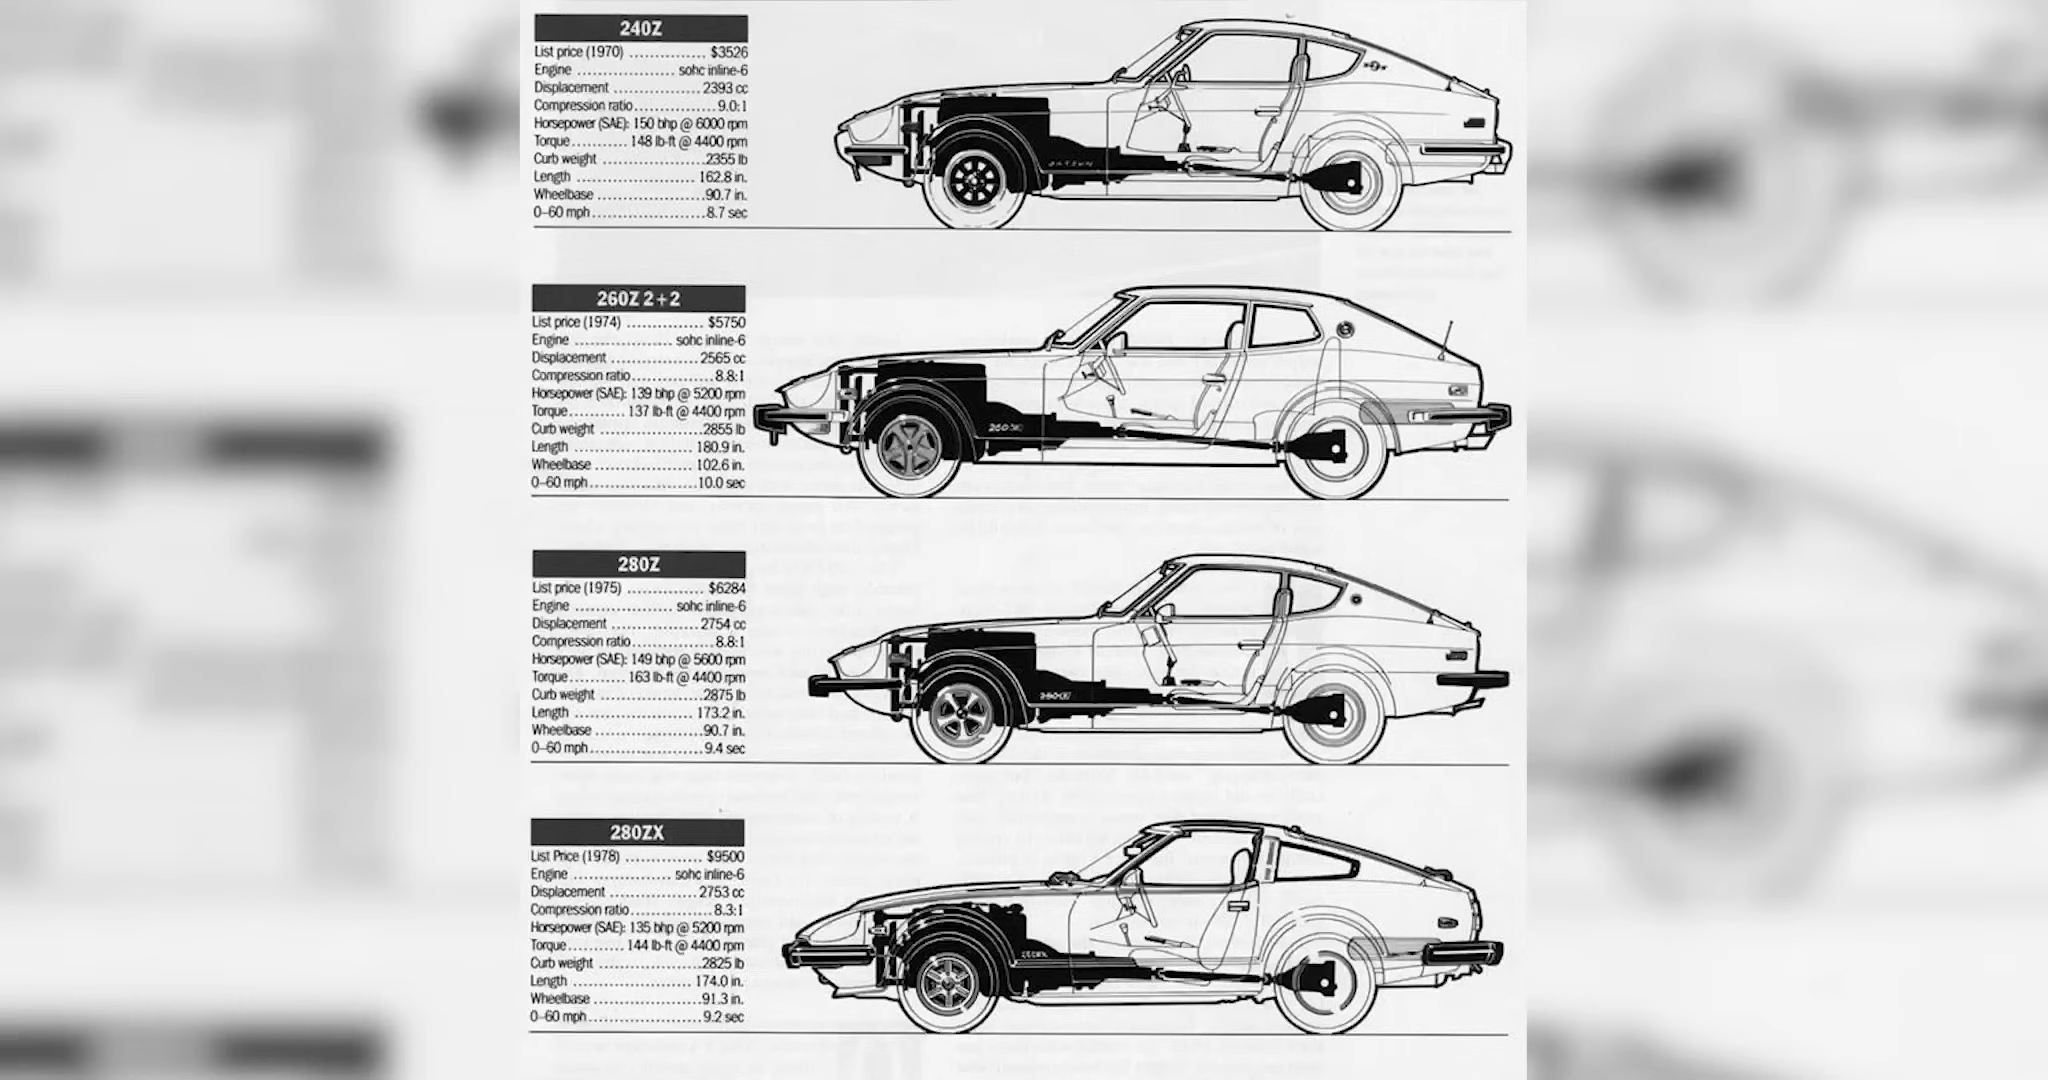 240Z
List price (1970) ................ $3526
Engine .................... sohc inline-6
Displacement ................ 2393 cc
Compression ratio ................ 9.0:1
Horsepower (SAE): 150 bhp @ 6000 rpm
Torque ........... 148 lb-ft @ 4400 rpm
Curb weight .................... 2355 lb
Length ........................ 162.8 in.
Wheelbase .................... 90.7 in.
0–60 mph ..................... 8.7 sec
DATSUN
260Z 2+2
List price (1974) ................ $5750
Engine .................... sohc inline-6
Displacement ................ 2565 cc
Compression ratio ................ 8.8:1
Horsepower (SAE): 139 bhp @ 5200 rpm
Torque ........... 137 lb-ft @ 4400 rpm
Curb weight .................... 2855 lb
Length ........................ 180.9 in.
Wheelbase .................... 102.6 in.
0–60 mph ..................... 10.0 sec
260
280Z
List price (1975) ................ $6284
Engine .................... sohc inline-6
Displacement ................ 2754 cc
Compression ratio ................ 8.8:1
Horsepower (SAE): 149 bhp @ 5600 rpm
Torque ........... 163 lb-ft @ 4400 rpm
Curb weight .................... 2875 lb
Length ........................ 173.2 in.
Wheelbase .................... 90.7 in.
0–60 mph ..................... 9.4 sec
280ZX
List Price (1978) ................ $9500
Engine .................... sohc inline-6
Displacement ................ 2753 cc
Compression ratio ................ 8.3:1
Horsepower (SAE): 135 bhp @ 5200 rpm
Torque ........... 144 lb-ft @ 4400 rpm
Curb weight .................... 2825 lb
Length ........................ 174.0 in.
Wheelbase .................... 91.3 in.
0–60 mph ..................... 9.2 sec